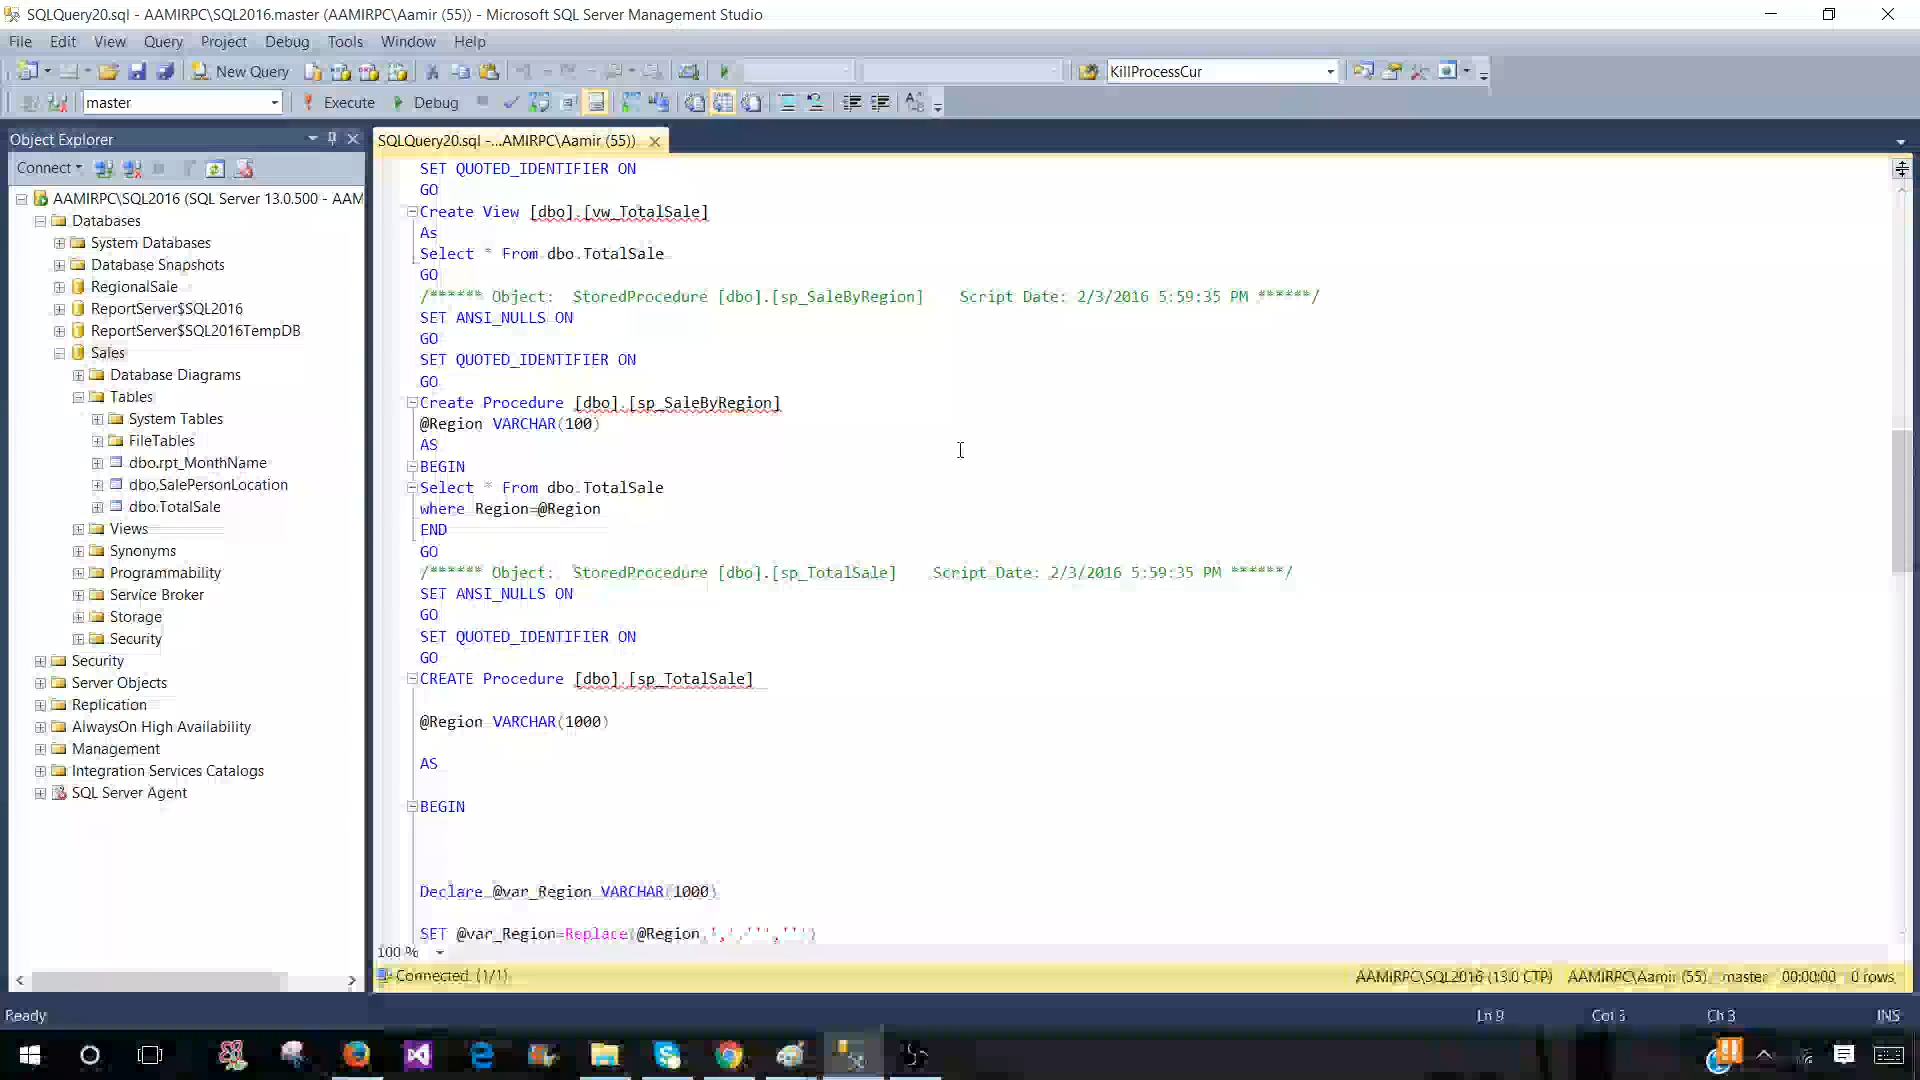 SQLQuery20.sql - AAMIRPC\SQL2016.master (AAMIRPC\Aamir (55)) - Microsoft SQL Server Management Studio
File Edit View Query Project Debug Tools Window Help
New Query KillProcessCur
master Execute Debug
Object Explorer
Connect
AAMIRPC\SQL2016 (SQL Server 13.0.500 - AAM
Databases
System Databases
Database Snapshots
RegionalSale
ReportServer$SQL2016
ReportServer$SQL2016TempDB
Sales
Database Diagrams
Tables
System Tables
FileTables
dbo.rpt_MonthName
dbo.SalePersonLocation
dbo.TotalSale
Views
Synonyms
Programmability
Service Broker
Storage
Security
Security
Server Objects
Replication
AlwaysOn High Availability
Management
Integration Services Catalogs
SQL Server Agent
SQLQuery20.sql -...AMIRPC\Aamir (55))
SET QUOTED_IDENTIFIER ON
GO
Create View [dbo].[vw_TotalSale]
As
Select * From dbo.TotalSale
GO
/****** Object:  StoredProcedure [dbo].[sp_SaleByRegion]    Script Date: 2/3/2016 5:59:35 PM ******/
SET ANSI_NULLS ON
GO
SET QUOTED_IDENTIFIER ON
GO
Create Procedure [dbo].[sp_SaleByRegion]
@Region VARCHAR(100)
AS
BEGIN
Select * From dbo.TotalSale
where Region=@Region
END
GO
/****** Object:  StoredProcedure [dbo].[sp_TotalSale]    Script Date: 2/3/2016 5:59:35 PM ******/
SET ANSI_NULLS ON
GO
SET QUOTED_IDENTIFIER ON
GO
CREATE Procedure [dbo].[sp_TotalSale]
@Region VARCHAR(1000)
AS
BEGIN
Declare @var_Region VARCHAR(1000)
SET @var_Region=Replace(@Region,',',''',''')
100 %
Connected. (1/1) AAMIRPC\SQL2016 (13.0 CTP) AAMIRPC\Aamir (55) master 00:00:00 0 rows
Ready Ln 9 Ch 3 INS